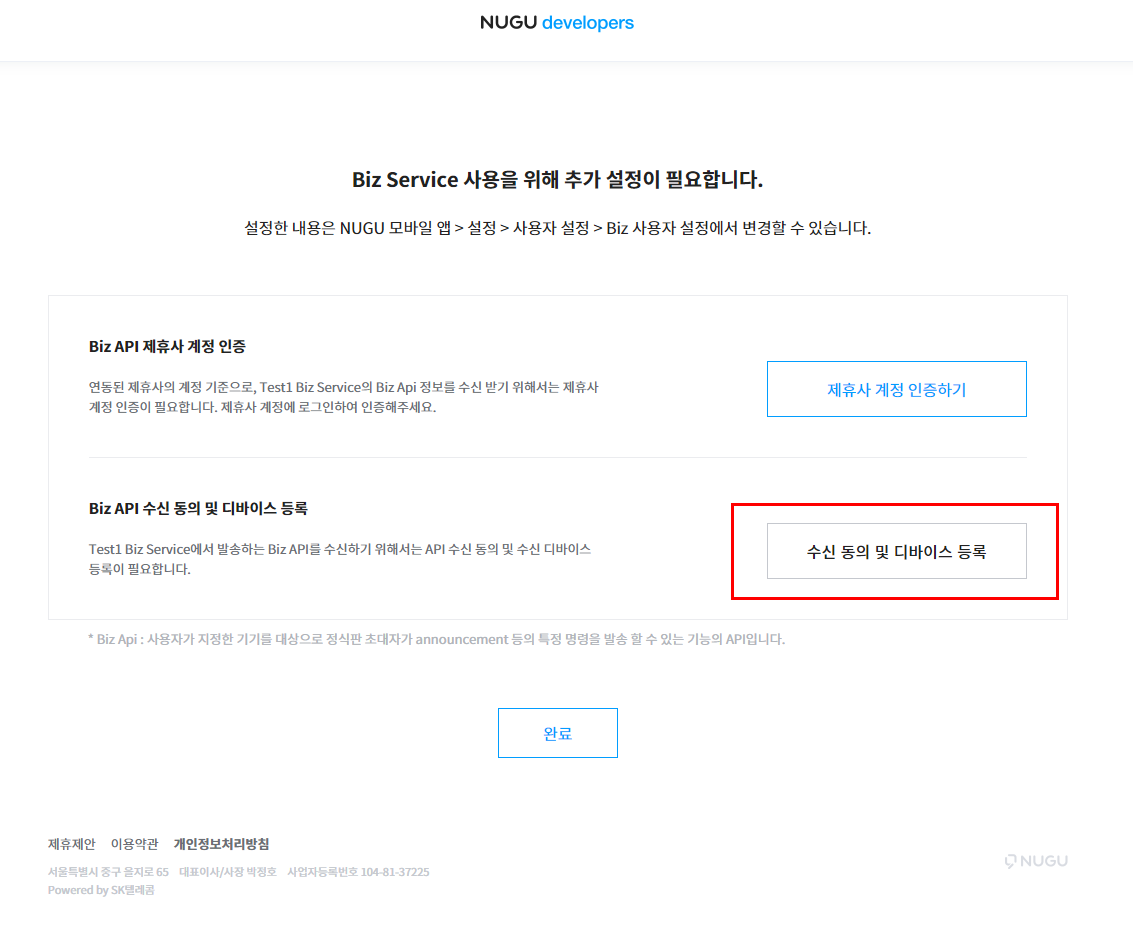 NUGU developers
Biz Service 사용을 위해 추가 설정이 필요합니다.
설정한 내용은 NUGU 모바일 앱 > 설정 > 사용자 설정 > Biz 사용자 설정에서 변경할 수 있습니다.
Biz API 제휴사 계정 인증
연동된 제휴사의 계정 기준으로, Test1 Biz Service의 Biz Api 정보를 수신 받기 위해서는 제휴사
계정 인증이 필요합니다. 제휴사 계정에 로그인하여 인증해주세요.
제휴사 계정 인증하기
Biz API 수신 동의 및 디바이스 등록
Test1 Biz Service에서 발송하는 Biz API를 수신하기 위해서는 API 수신 동의 및 수신 디바이스
등록이 필요합니다.
수신 동의 및 디바이스 등록
* Biz Api : 사용자가 지정한 기기를 대상으로 정식판 초대자가 announcement 등의 특정 명령을 발송 할 수 있는 기능의 API입니다.
완료
제휴제안 이용약관 개인정보처리방침
서울특별시 중구 을지로 65 대표이사/사장 박정호 사업자등록번호 104-81-37225
Powered by SK텔레콤
NUGU